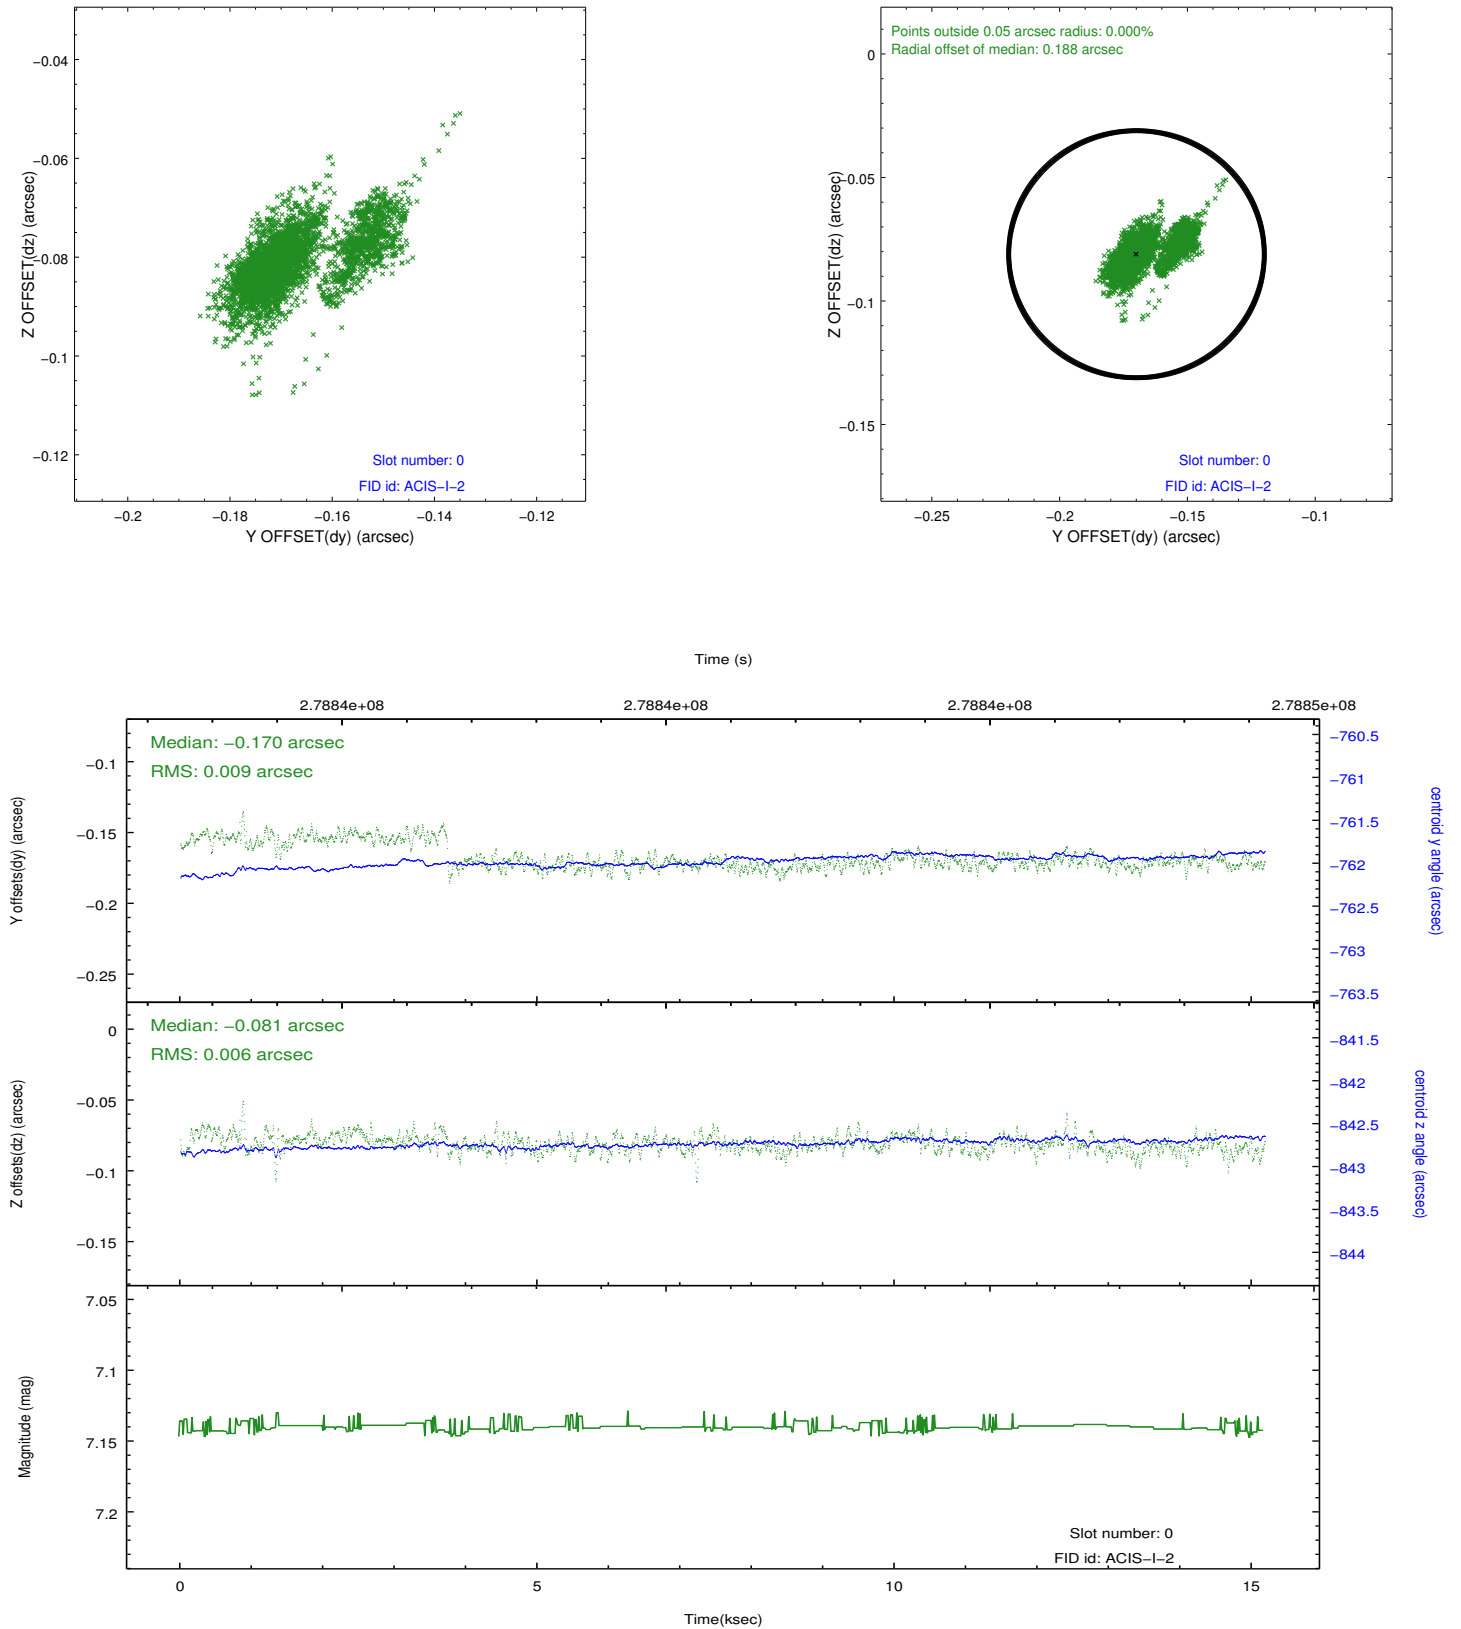 −0.04
−0.06
−0.08
−0.1
−0.12
Z OFFSET(dz) (arcsec)
Slot number: 0
FID id: ACIS−I−2
−0.2
−0.18
−0.16
−0.14
−0.12
Y OFFSET(dy) (arcsec)
Points outside 0.05 arcsec radius: 0.000%
Radial offset of median: 0.188 arcsec
0
−0.05
−0.1
−0.15
Z OFFSET(dz) (arcsec)
Slot number: 0
FID id: ACIS−I−2
−0.25
−0.2
−0.15
−0.1
Y OFFSET(dy) (arcsec)
Time (s)
2.7884e+08
2.7884e+08
2.7884e+08
2.7885e+08
Median: −0.170 arcsec
RMS: 0.009 arcsec
−0.1
−0.15
−0.2
−0.25
Y offsets(dy) (arcsec)
−760.5
−761
−761.5
−762
−762.5
−763
−763.5
centroid y angle (arcsec)
Median: −0.081 arcsec
RMS: 0.006 arcsec
0
−0.05
−0.1
−0.15
Z offsets(dz) (arcsec)
−841.5
−842
−842.5
−843
−843.5
−844
centroid z angle (arcsec)
7.05
7.1
7.15
7.2
Magnitude (mag)
Slot number: 0
FID id: ACIS−I−2
0
5
10
15
Time(ksec)